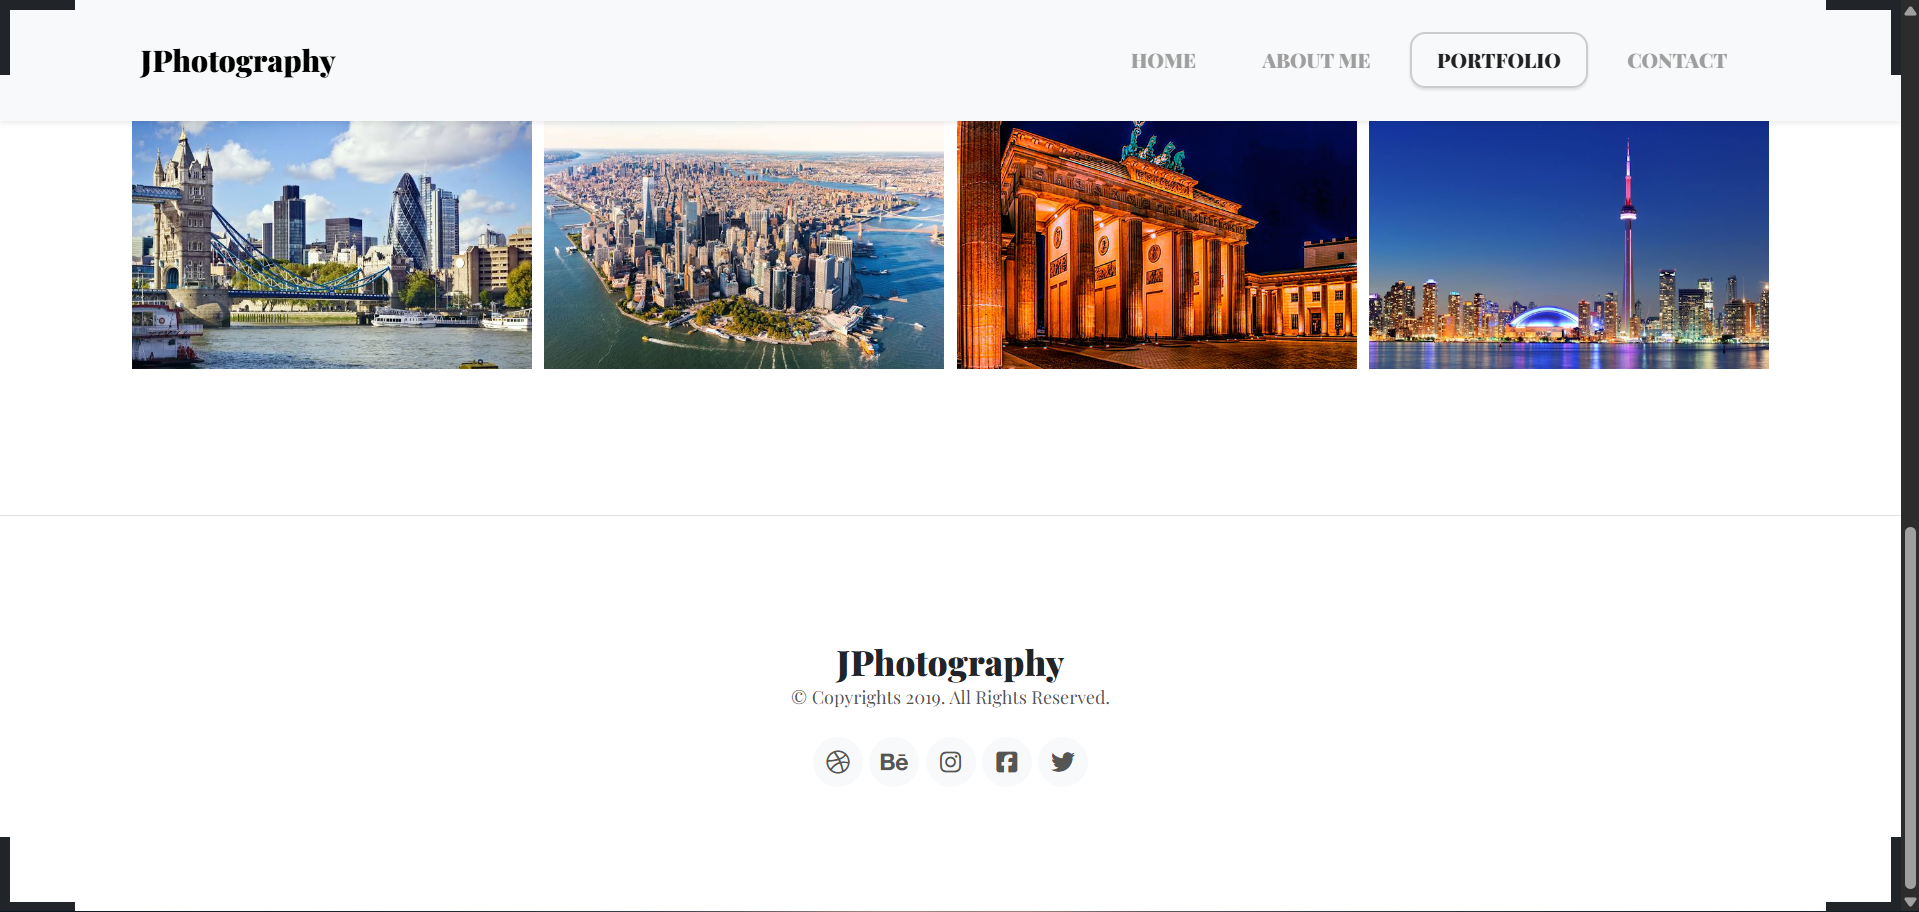 JPhotography
HOME ABOUT ME PORTFOLIO CONTACT
JPhotography
© Copyrights 2019. All Rights Reserved.
Bē